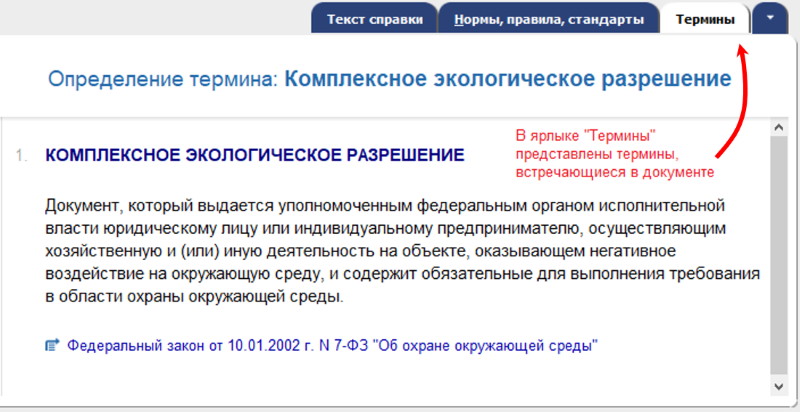 Текст справки Нормы, правила, стандарты Термины
Определение термина: Комплексное экологическое разрешение
В ярлыке "Термины"
представлены термины,
встречающиеся в документе
1. КОМПЛЕКСНОЕ ЭКОЛОГИЧЕСКОЕ РАЗРЕШЕНИЕ
Документ, который выдается уполномоченным федеральным органом исполнительной
власти юридическому лицу или индивидуальному предпринимателю, осуществляющим
хозяйственную и (или) иную деятельность на объекте, оказывающем негативное
воздействие на окружающую среду, и содержит обязательные для выполнения требования
в области охраны окружающей среды.
Федеральный закон от 10.01.2002 г. N 7-ФЗ "Об охране окружающей среды"